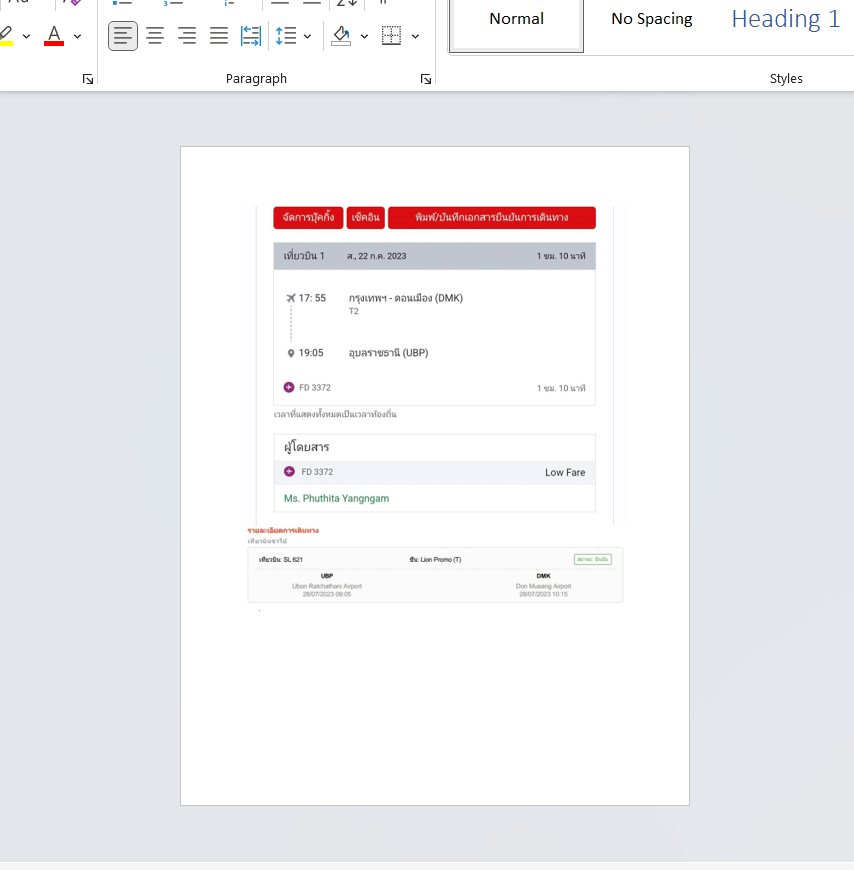 Normal
No Spacing
Heading 1
Paragraph
Styles
จัดการบุ๊คกิ้ง
เช็คอิน
พิมพ์/บันทึกเอกสารยืนยันการเดินทาง
เที่ยวบิน 1 ส., 22 ก.ค. 2023 1 ชม. 10 นาที
17: 55 กรุงเทพฯ - ดอนเมือง (DMK)
T2
19:05 อุบลราชธานี (UBP)
FD 3372 1 ชม. 10 นาที
เวลาที่แสดงทั้งหมดเป็นเวลาท้องถิ่น
ผู้โดยสาร
FD 3372 Low Fare
Ms. Phuthita Yangngam
รายละเอียดการเดินทาง
เที่ยวบินขาไป
เที่ยวบิน: SL 621 ชั้น: Lion Promo (T) สถานะ: ยืนยัน
UBP DMK
Ubon Ratchathani Airport Don Mueang Airport
28/07/2023 09:05 28/07/2023 10:15